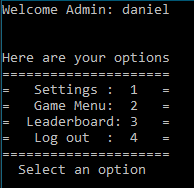 Welcome Admin: daniel
Here are your options
=====================
=   Settings :  1   =
=   Game Menu:  2   =
=  Leaderboard: 3   =
=   Log out  :  4   =
=====================
  Select an option